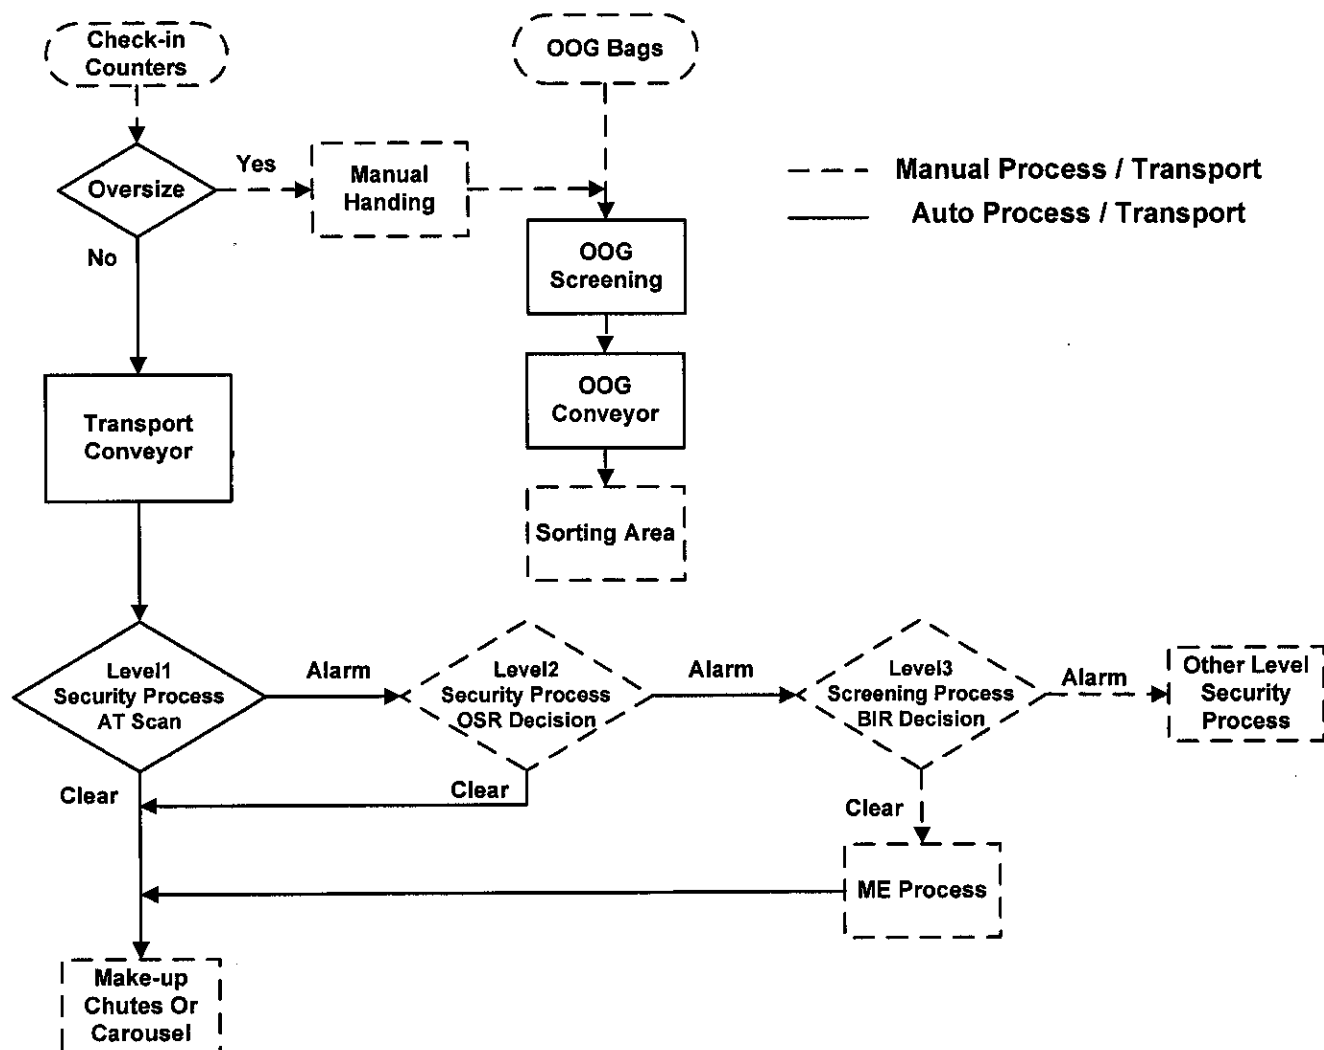 Check-in
Counters
OOG Bags
Manual Process / Transport
Auto Process / Transport
Oversize
Yes
Manual
Handing
No
OOG
Screening
OOG
Conveyor
Transport
Conveyor
Sorting Area
Level1
Security Process
AT Scan
Alarm
Level2
Security Process
OSR Decision
Alarm
Level3
Screening Process
BIR Decision
Alarm
Other Level
Security
Process
Clear
Clear
Clear
ME Process
Make-up
Chutes Or
Carousel